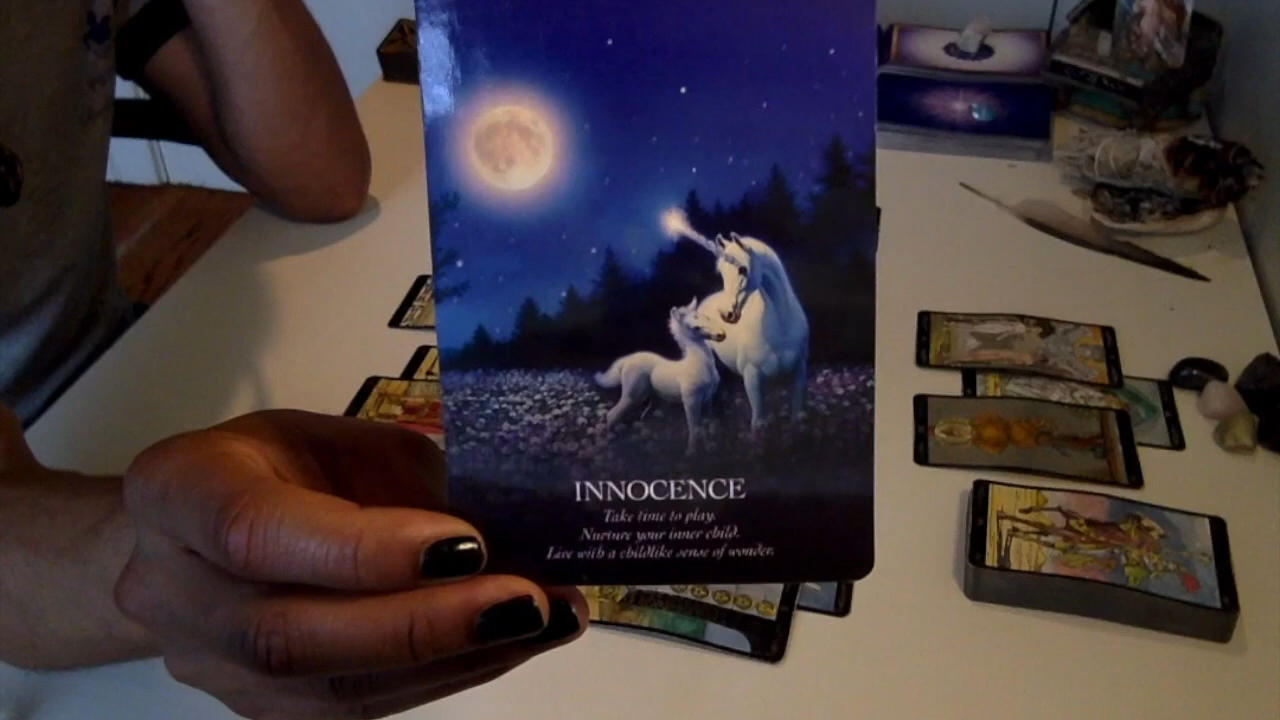 INNOCENCE
Take time to play.
Nurture your inner child.
Live with a childlike sense of wonder.